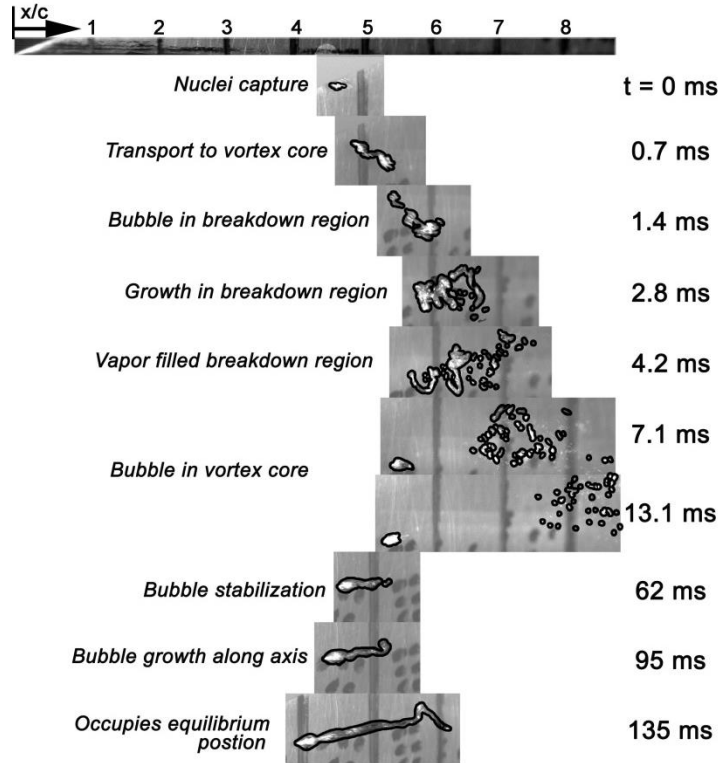 x/c
1 2 3 4 5 6 7 8
Nuclei capture t = 0 ms
Transport to vortex core 0.7 ms
Bubble in breakdown region 1.4 ms
Growth in breakdown region 2.8 ms
Vapor filled breakdown region 4.2 ms
7.1 ms
Bubble in vortex core
13.1 ms
Bubble stabilization 62 ms
Bubble growth along axis 95 ms
Occupies equilibrium
postion 135 ms